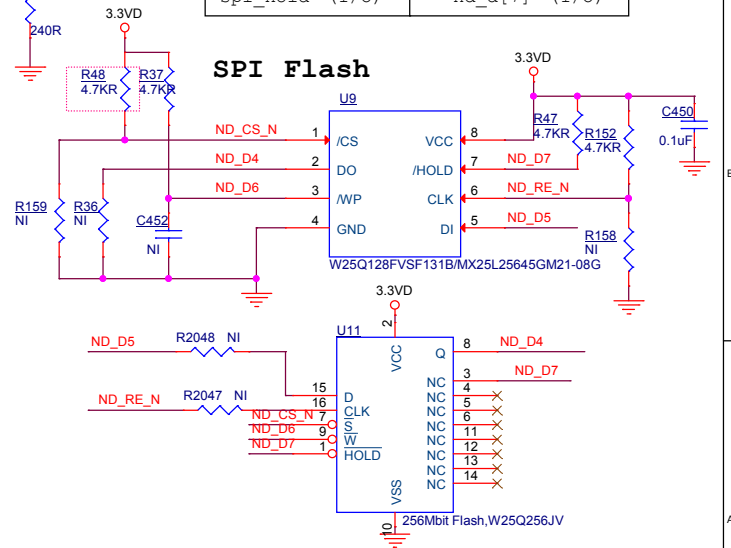 240R
3.3VD
R48
4.7KR
R37
4.7KR
SPI Flash
3.3VD
U9
ND_CS_N
1
/CS
VCC
8
ND_D4
2
DO
/HOLD
7
ND_D7
ND_D6
3
/WP
CLK
6
ND_RE_N
4
GND
DI
5
ND_D5
R47
4.7KR
R152
4.7KR
C450
0.1uF
R159
NI
R36
NI
C452
NI
R158
NI
W25Q128FVSF131B/MX25L25645GM21-08G
3.3VD
U11
2
VCC
ND_D5
R2048 NI
ND_RE_N
R2047 NI
15
D
16
CLK
ND_CS_N
7
S
ND_D6
9
W
ND_D7
1
HOLD
Q
8
ND_D4
NC
3
ND_D7
NC
4
NC
5
NC
6
NC
11
NC
12
NC
13
NC
14
VSS
10
256Mbit Flash,W25Q256JV
A